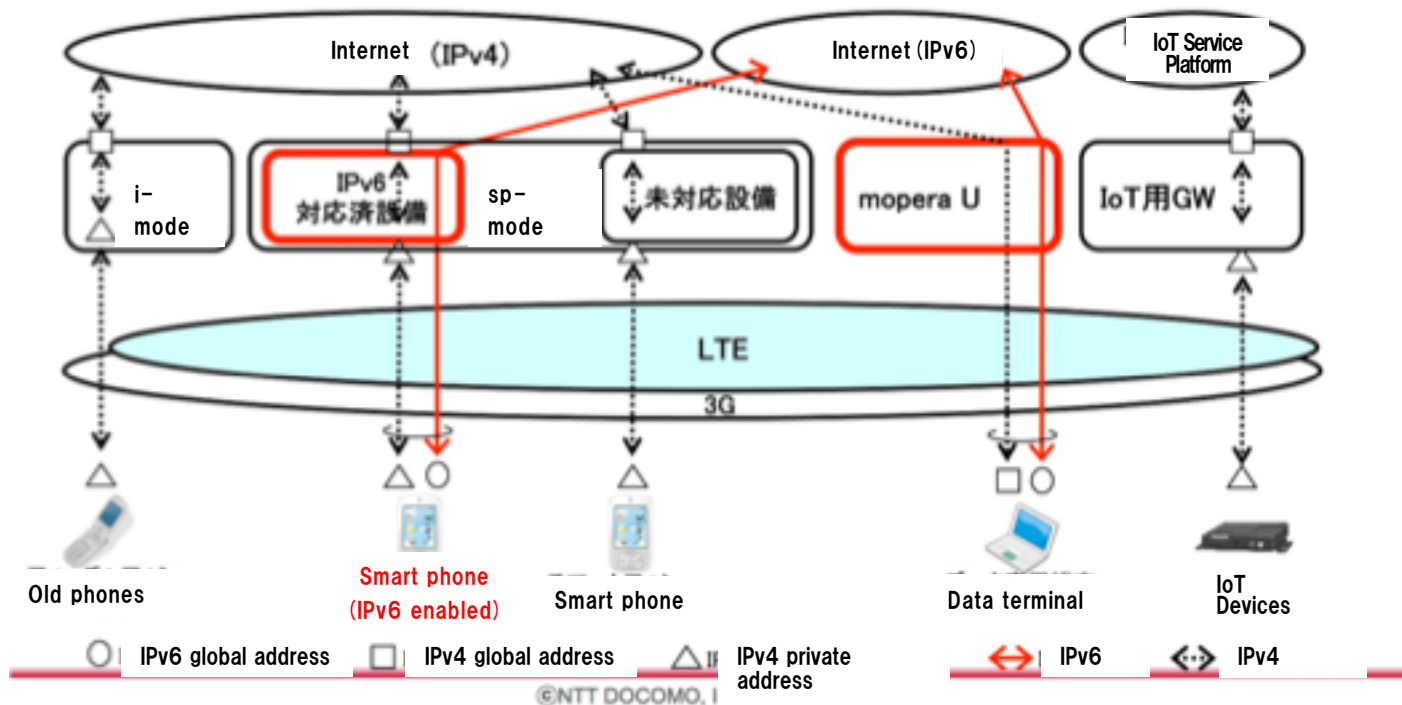 Internet (IPv4)
Internet (IPv6)
IoT Service
Platform
i-
mode
IPv6
対応済設備
sp-
mode
未対応設備
mopera U
IoT用GW
LTE
3G
Old phones
Smart phone
(IPv6 enabled)
Smart phone
Data terminal
IoT
Devices
IPv6 global address
IPv4 global address
IPv4 private
address
IPv6
IPv4
©NTT DOCOMO, I